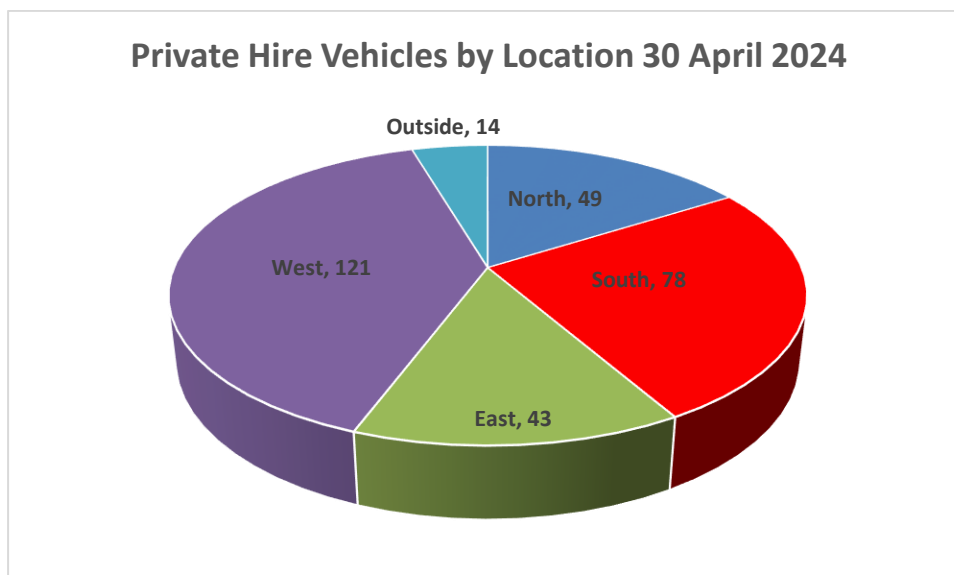 Private Hire Vehicles by Location 30 April 2024
Outside, 14
North, 49
West, 121
South, 78
East, 43